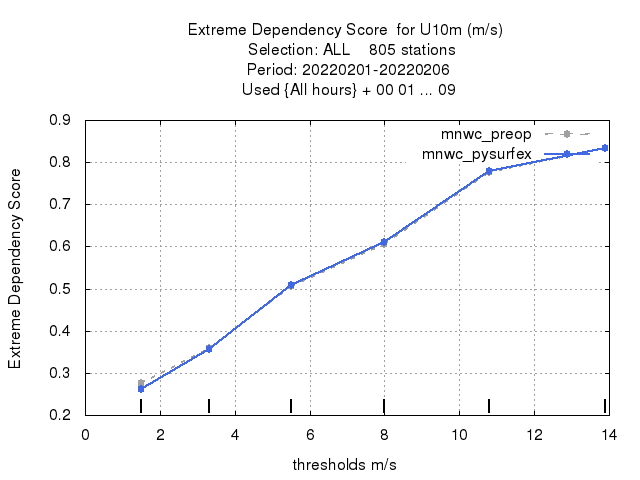 Extreme Dependency Score  for U10m (m/s)
Selection: ALL    805 stations
Period: 20220201-20220206
Used {All hours} + 00 01 ... 09
mnwc_preop
mnwc_pysurfex
Extreme Dependency Score
0.9
0.8
0.7
0.6
0.5
0.4
0.3
0.2
0 2 4 6 8 10 12 14
thresholds m/s